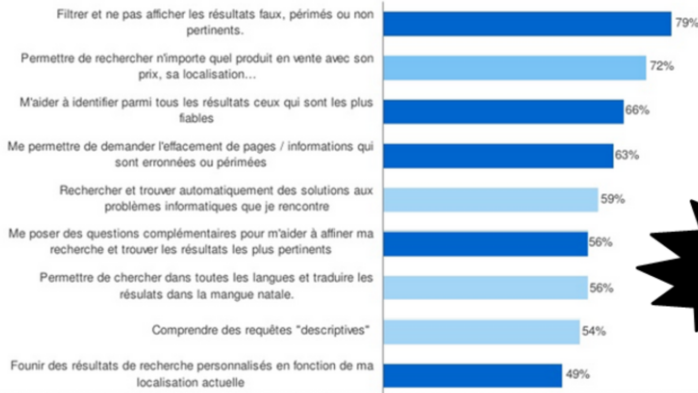 Filtrer et ne pas afficher les résultats faux, périmés ou non
pertinents.
79%
Permettre de rechercher n'importe quel produit en vente avec son
prix, sa localisation...
72%
M'aider à identifier parmi tous les résultats ceux qui sont les plus
fiables
66%
Me permettre de demander l'effacement de pages / informations qui
sont erronnées ou périmées
63%
Rechercher et trouver automatiquement des solutions aux
problèmes informatiques que je rencontre
59%
Me poser des questions complémentaires pour m'aider à affiner ma
recherche et trouver les résultats les plus pertinents
56%
Permettre de chercher dans toutes les langues et traduire les
résulats dans la mangue natale.
56%
Comprendre des requêtes "descriptives"
54%
Founir des résultats de recherche personnalisés en fonction de ma
localisation actuelle
49%